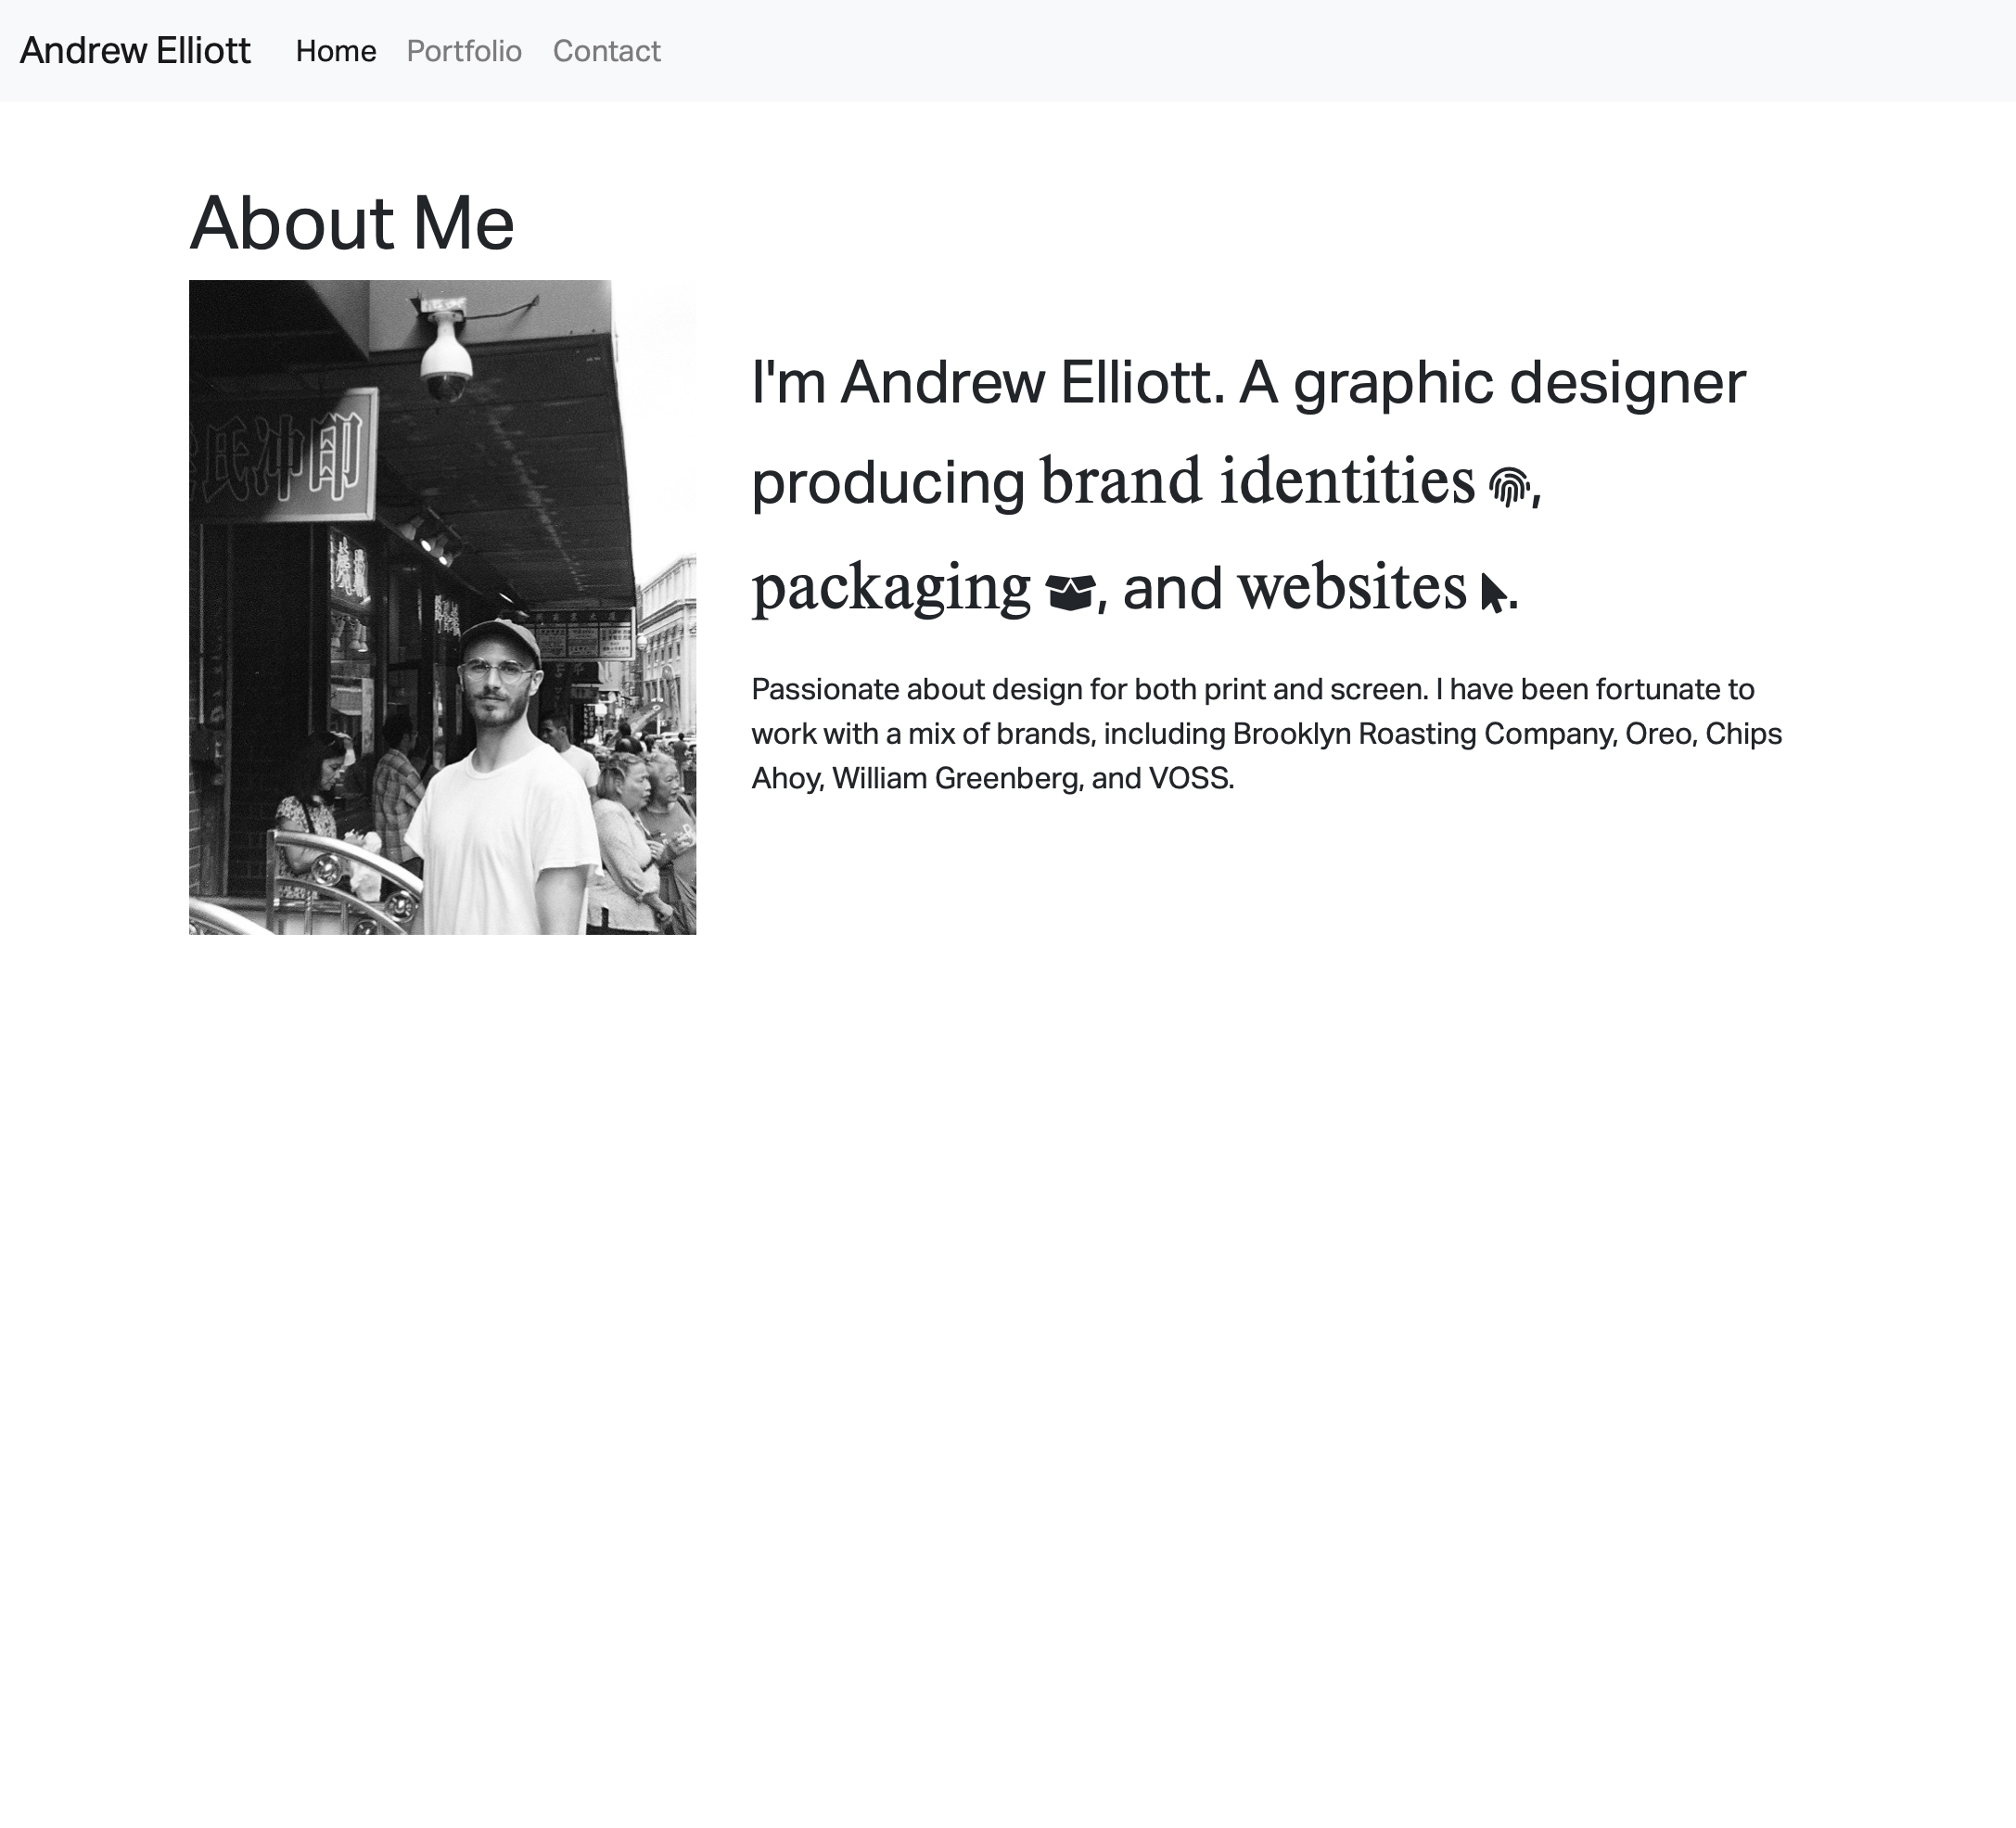 Andrew Elliott Home Portfolio Contact
About Me
冲印
I'm Andrew Elliott. A graphic designer
producing brand identities ,
packaging , and websites .
Passionate about design for both print and screen. I have been fortunate to
work with a mix of brands, including Brooklyn Roasting Company, Oreo, Chips
Ahoy, William Greenberg, and VOSS.